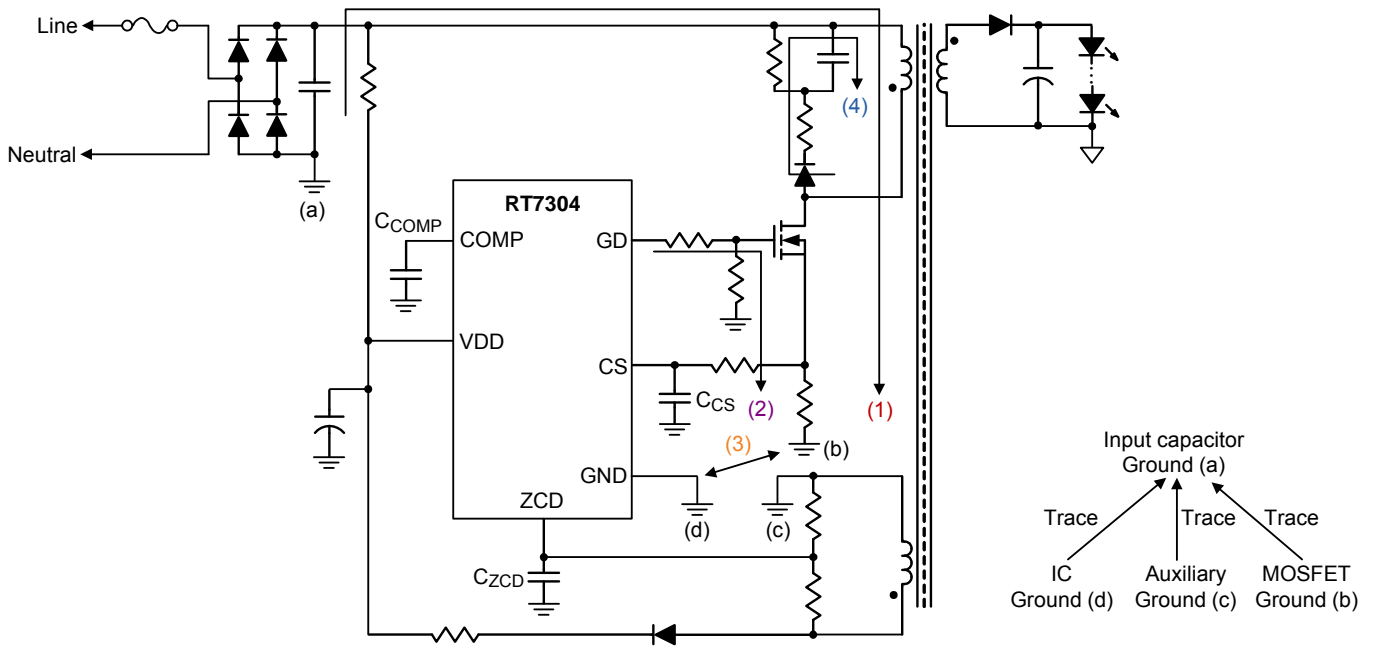 Line
Neutral
(a)
(4)
RT7304
CCOMP
COMP
GD
VDD
CS
CCS
(2)
(1)
(3)
(b)
GND
ZCD
(d)
(c)
CZCD
Input capacitor
Ground (a)
Trace
Trace
Trace
IC
Ground (d)
Auxiliary
Ground (c)
MOSFET
Ground (b)